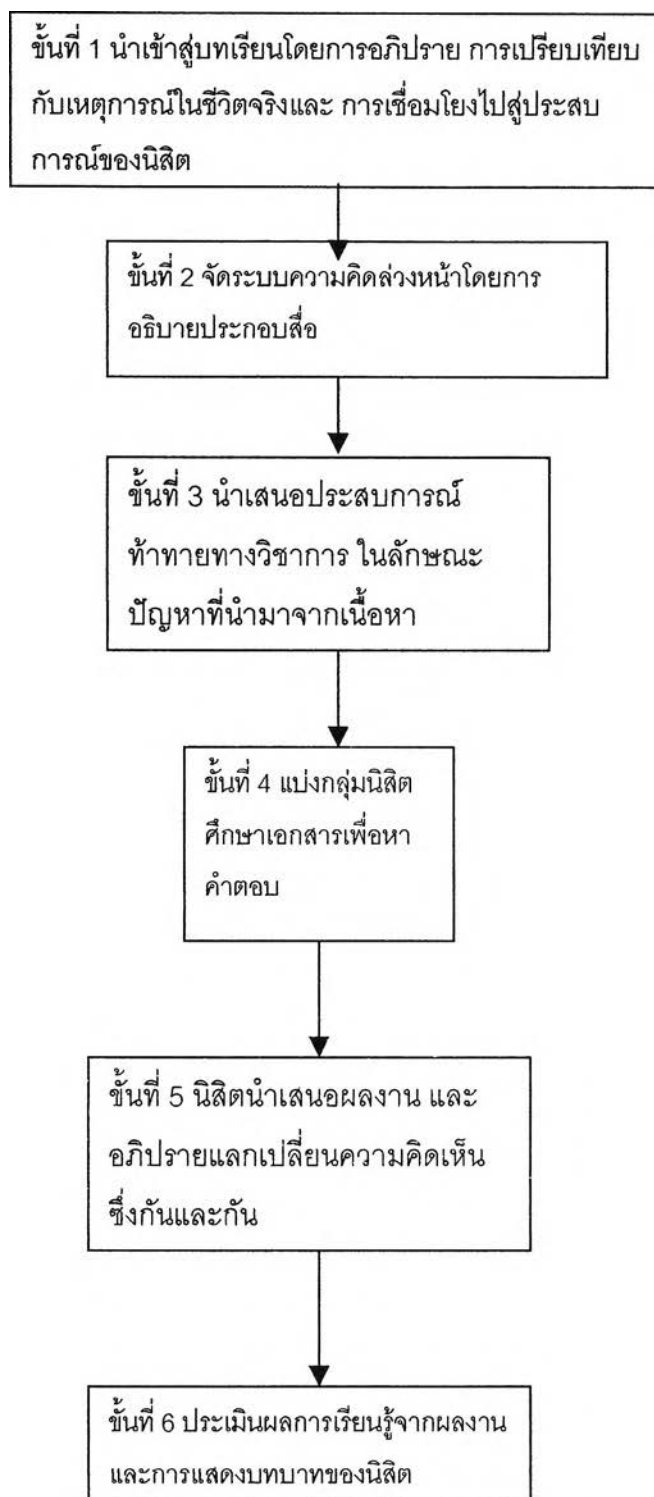 ขั้นที่ 1 นำเข้าสู่บทเรียนโดยการอภิปราย การเปรียบเทียบ
กับเหตุการณ์ในชีวิตจริงและ การเชื่อมโยงไปสู่ประสบ
การณ์ของนิสิต
ขั้นที่ 2 จัดระบบความคิดล่วงหน้าโดยการ
อธิบายประกอบสื่อ
ขั้นที่ 3 นำเสนอประสบการณ์
ท้าทายทางวิชาการ ในลักษณะ
ปัญหาที่นำมาจากเนื้อหา
ขั้นที่ 4 แบ่งกลุ่มนิสิต
ศึกษาเอกสารเพื่อหา
คำตอบ
ขั้นที่ 5 นิสิตนำเสนอผลงาน และ
อภิปรายแลกเปลี่ยนความคิดเห็น
ซึ่งกันและกัน
ขั้นที่ 6 ประเมินผลการเรียนรู้จากผลงาน
และการแสดงบทบาทของนิสิต